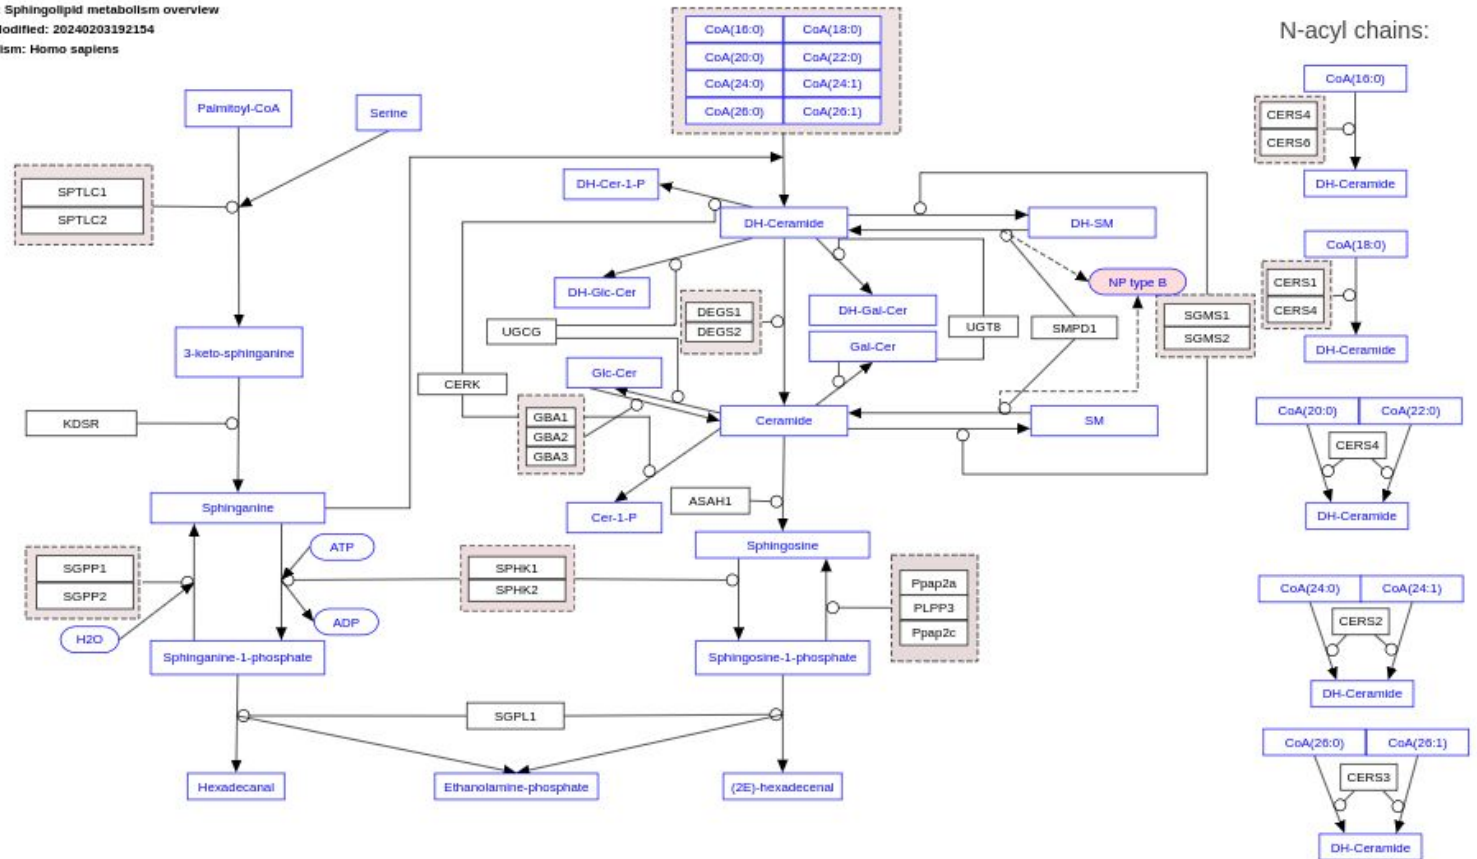 : Sphingolipid metabolism overview
odified: 20240203192154
ism: Homo sapiens
N-acyl chains:
CoA(16:0) CoA(18:0)
CoA(20:0) CoA(22:0)
CoA(24:0) CoA(24:1)
CoA(26:0) CoA(26:1)
Palmitoyl-CoA
Serine
SPTLC1
SPTLC2
3-keto-sphinganine
KDSR
Sphinganine
ATP
ADP
SGPP1
SGPP2
H2O
Sphinganine-1-phosphate
SPHK1
SPHK2
SGPL1
Hexadecanal
Ethanolamine-phosphate
(2E)-hexadecenal
DH-Cer-1-P
DH-Ceramide
DH-SM
DH-Glc-Cer
DEGS1
DEGS2
DH-Gal-Cer
NP type B
UGCG
UGT8
SMPD1
SGMS1
SGMS2
Gal-Cer
Glc-Cer
CERK
GBA1
GBA2
GBA3
Ceramide
SM
Cer-1-P
ASAH1
Sphingosine
Ppap2a
PLPP3
Ppap2c
Sphingosine-1-phosphate
CoA(16:0)
CERS4
CERS6
DH-Ceramide
CoA(18:0)
CERS1
CERS4
DH-Ceramide
CoA(20:0) CoA(22:0)
CERS4
DH-Ceramide
CoA(24:0) CoA(24:1)
CERS2
DH-Ceramide
CoA(26:0) CoA(26:1)
CERS3
DH-Ceramide